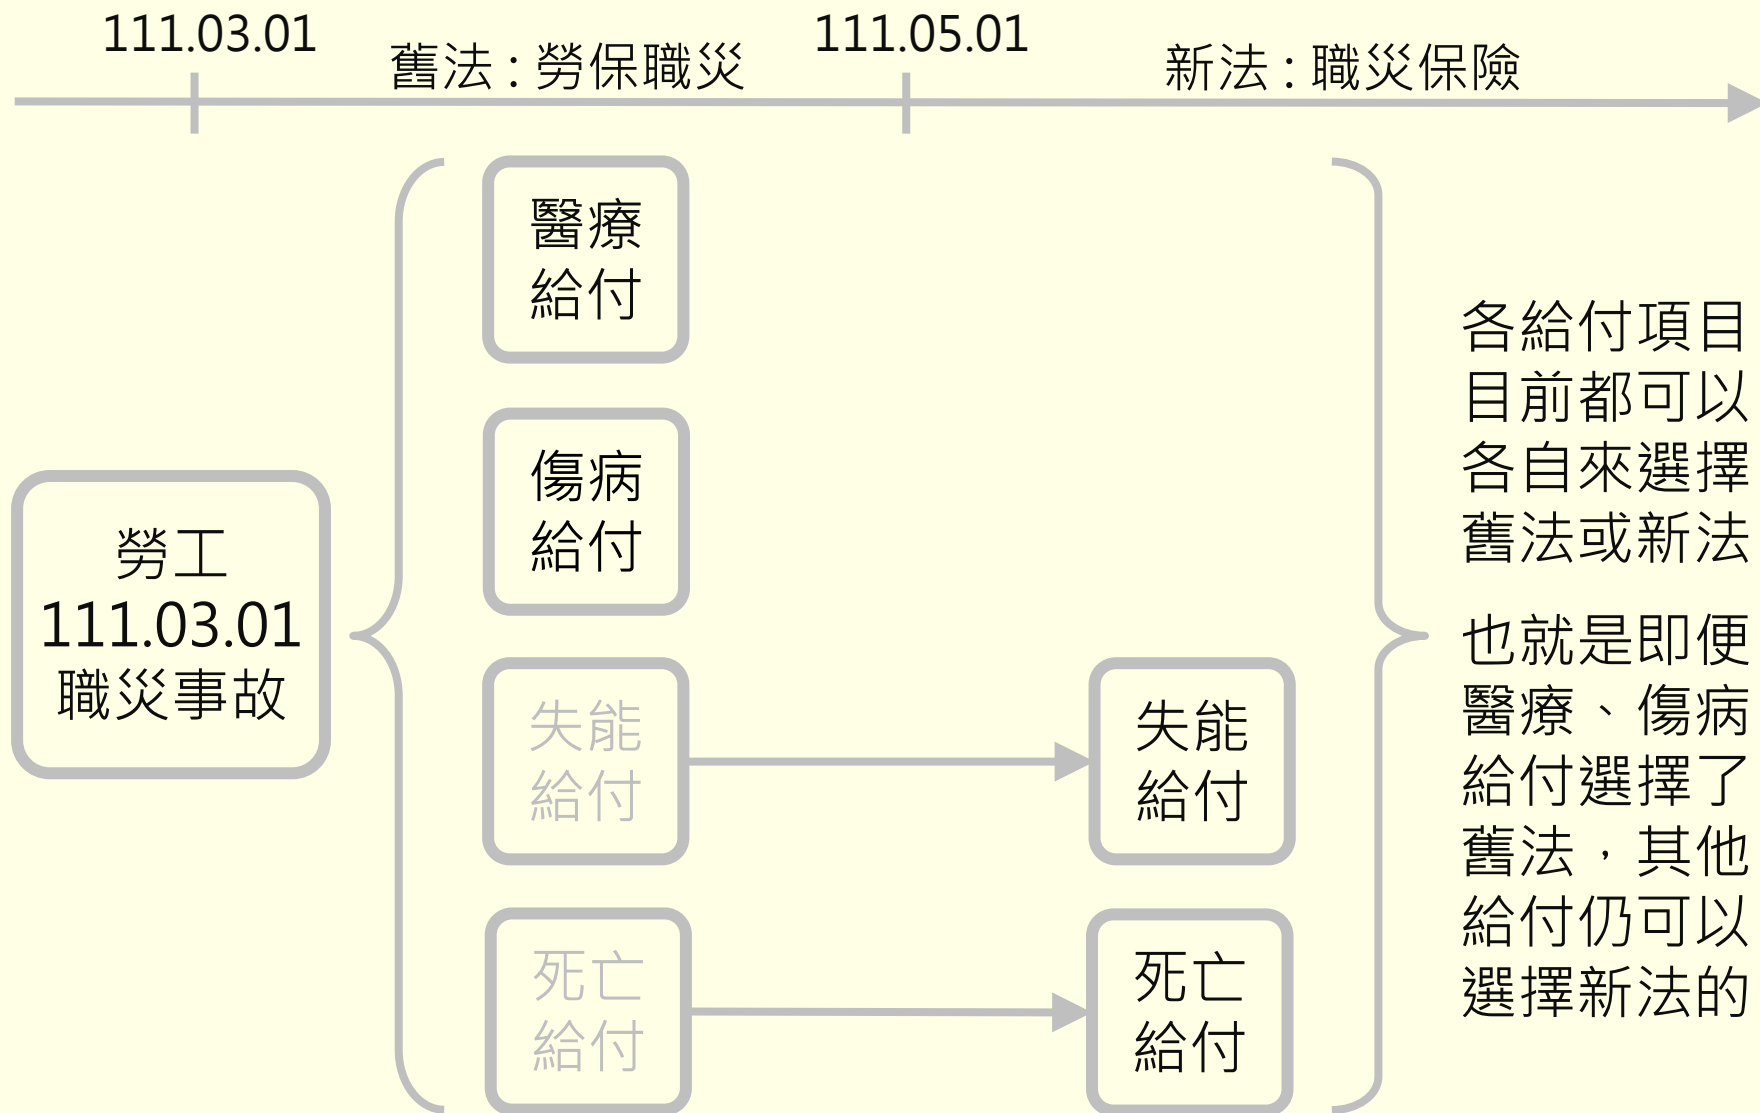 111.03.01
舊法：勞保職災
111.05.01
新法：職災保險
勞工
111.03.01
職災事故
醫療
給付
傷病
給付
失能
給付
死亡
給付
失能
給付
死亡
給付
各給付項目
目前都可以
各自來選擇
舊法或新法
也就是即便
醫療、傷病
給付選擇了
舊法，其他
給付仍可以
選擇新法的